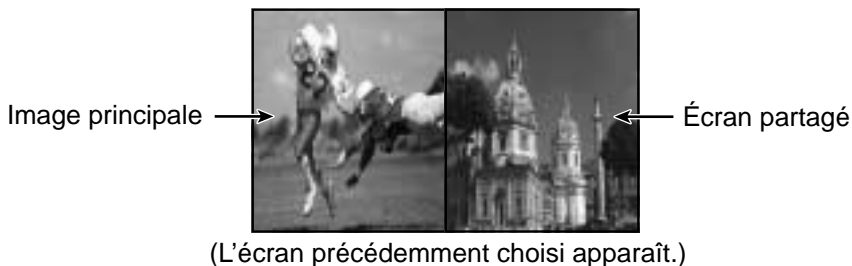 Image principale
Écran partagé
(L'écran précédemment choisi apparaît.)